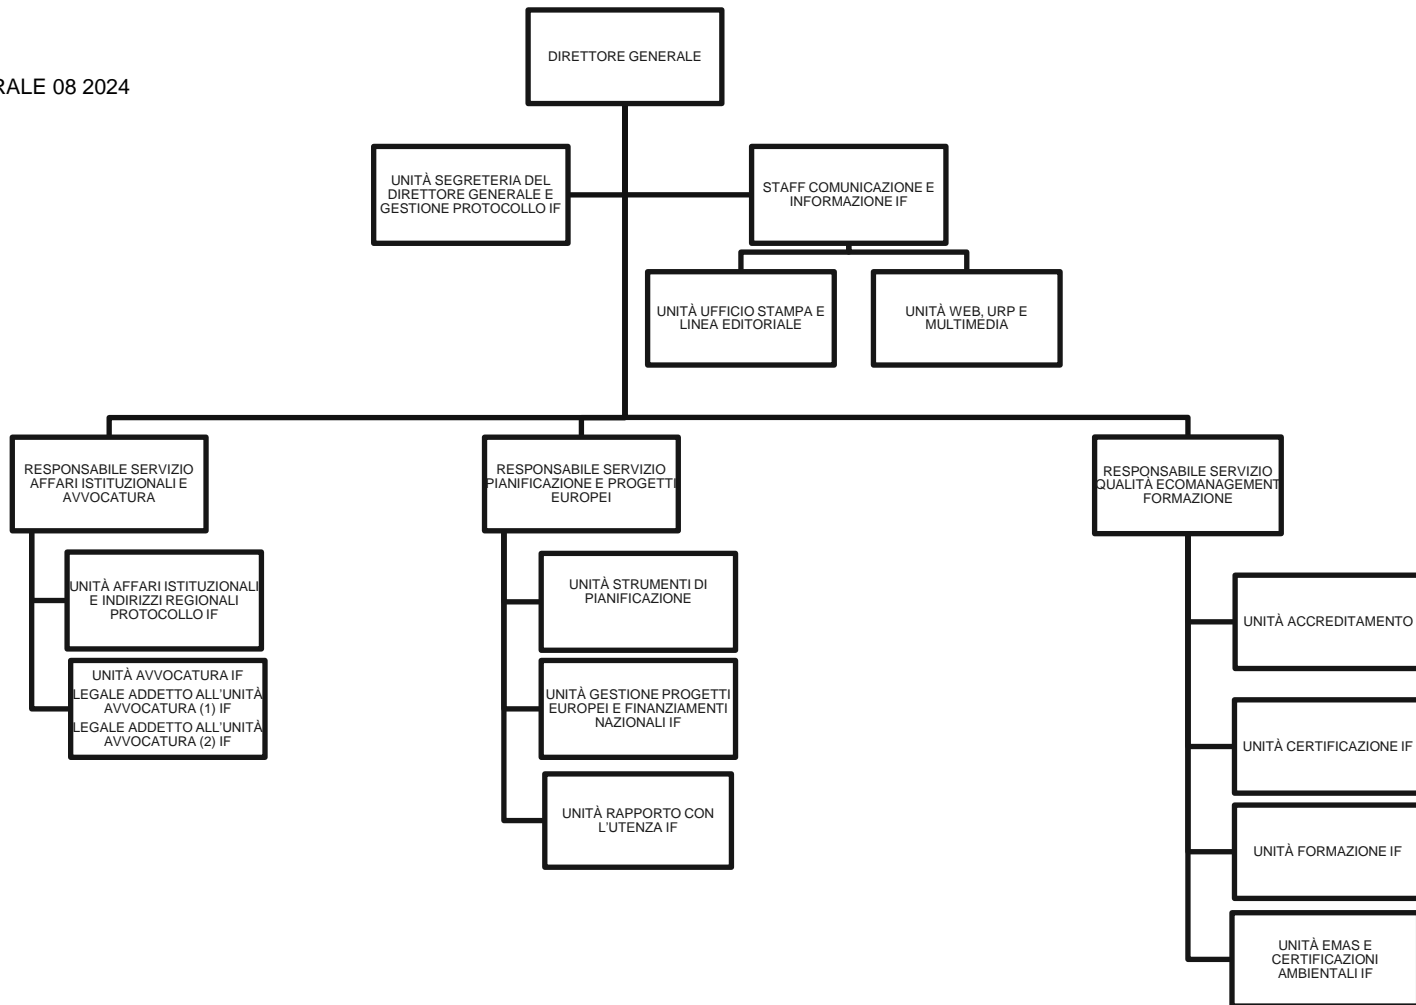 DIRETTORE GENERALE
RALE 08 2024
UNITÀ SEGRETERIA DEL
DIRETTORE GENERALE E
GESTIONE PROTOCOLLO IF
STAFF COMUNICAZIONE E
INFORMAZIONE IF
UNITÀ UFFICIO STAMPA E
LINEA EDITORIALE
UNITÀ WEB, URP E
MULTIMEDIA
RESPONSABILE SERVIZIO
AFFARI ISTITUZIONALI E
AVVOCATURA
UNITÀ AFFARI ISTITUZIONALI
E INDIRIZZI REGIONALI
PROTOCOLLO IF
UNITÀ AVVOCATURA IF
LEGALE ADDETTO ALL'UNITÀ
AVVOCATURA (1) IF
LEGALE ADDETTO ALL'UNITÀ
AVVOCATURA (2) IF
RESPONSABILE SERVIZIO
PIANIFICAZIONE E PROGETTI
EUROPEI
UNITÀ STRUMENTI DI
PIANIFICAZIONE
UNITÀ GESTIONE PROGETTI
EUROPEI E FINANZIAMENTI
NAZIONALI IF
UNITÀ RAPPORTO CON
L'UTENZA IF
RESPONSABILE SERVIZIO
QUALITÀ ECOMANAGEMENT
FORMAZIONE
UNITÀ ACCREDITAMENTO
UNITÀ CERTIFICAZIONE IF
UNITÀ FORMAZIONE IF
UNITÀ EMAS E
CERTIFICAZIONI
AMBIENTALI IF